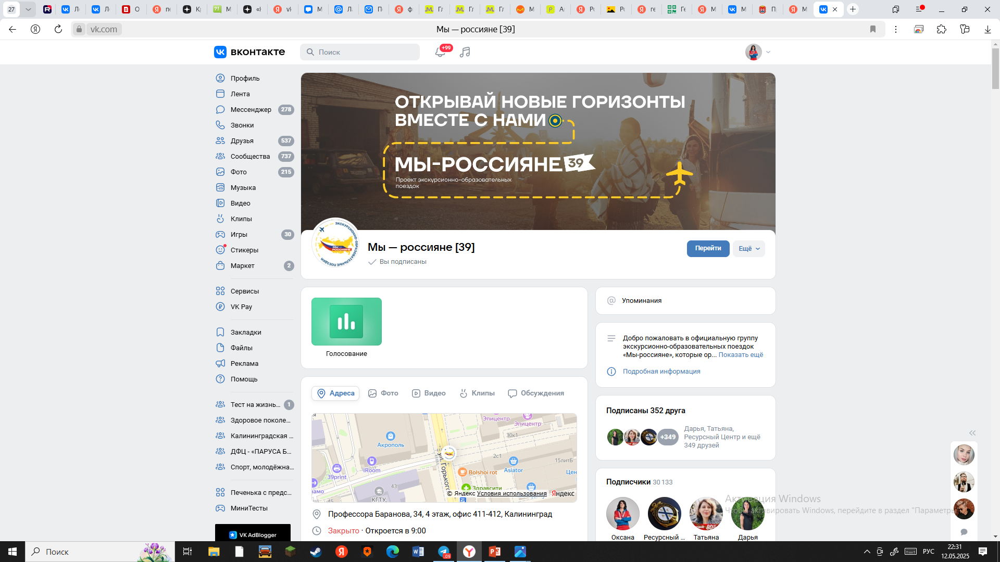 27
Мы — россияне [39]
vk.com
ВКОНТАКТЕ
Поиск
+99
Профиль
Лента
Мессенджер 278
Звонки
Друзья 537
Сообщества 737
Фото 215
Музыка
Видео
Клипы
Игры 30
Стикеры
Маркет 2
Сервисы
VK Pay
Закладки
Файлы
Реклама
Помощь
Тест на жизнь... 1
Здоровое поколе...
Калининградская ...
ДФЦ - «ПАРУСА Б...
Спорт, молодёжна...
Печенька с предс...
МиниТесты
VK AdBlogger
ОТКРЫВАЙ НОВЫЕ ГОРИЗОНТЫ
ВМЕСТЕ С НАМИ
МЫ-РОССИЯНЕ 39
Проект экскурсионно-образовательных
поездок
ЭКСКУРСИОННО-ОБРАЗОВАТЕЛЬНЫЕ ПОЕЗДКИ
МЫ—
РОССИЯНЕ
Мы — россияне [39]
Вы подписаны
Перейти
Ещё
Голосование
Адреса
Фото
Видео
Клипы
Обсуждения
Эпицентр
Эпицентр
Акрополь
30к1
2с1
15литБ
IRoom
39print
ул. Горького
Bolshoi rot
Asiator
Цен
намо
43
Здравсити
КГТУ,
45
© Яндекс Условия использования Яндекс
Профессора Баранова, 34, 4 этаж, офис 411-412, Калининград
Закрыто · Откроется в 9:00
Упоминания
Добро пожаловать в официальную группу
экскурсионно-образовательных поездок
«Мы-россияне», которые ор... Показать ещё
Подробная информация
Подписаны 352 друга
+349
Дарья, Татьяна,
Ресурсный Центр и ещё
349 друзей
Подписчики 30 133
Оксана
Ресурсный ...
Татьяна
Дарья
Активация Windows
Чтобы активировать Windows, перейдите в раздел "Параметры
Поиск
РУС
22:31
12.05.2025